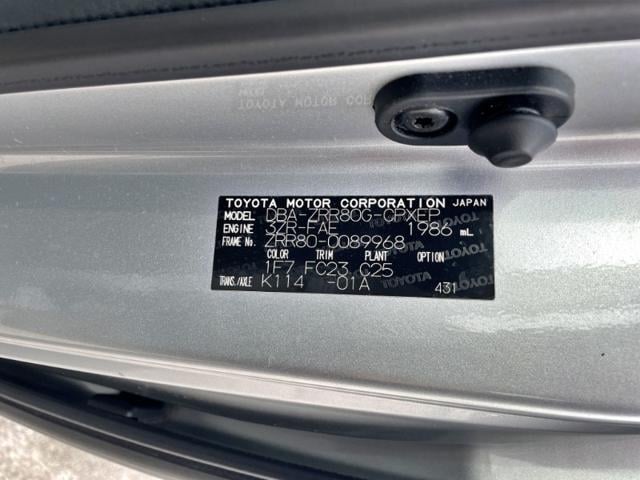 TOYOTA MOTOR CORPORATION JAPAN
MODEL DBA-ZRR80G-CPXEP
ENGINE 3ZR-FAE 1986 mL
FRAME No. ZRR80-0089968
COLOR TRIM PLANT OPTION
1F7 FC23 C25
TRANS./AXLE K114 -01A 431